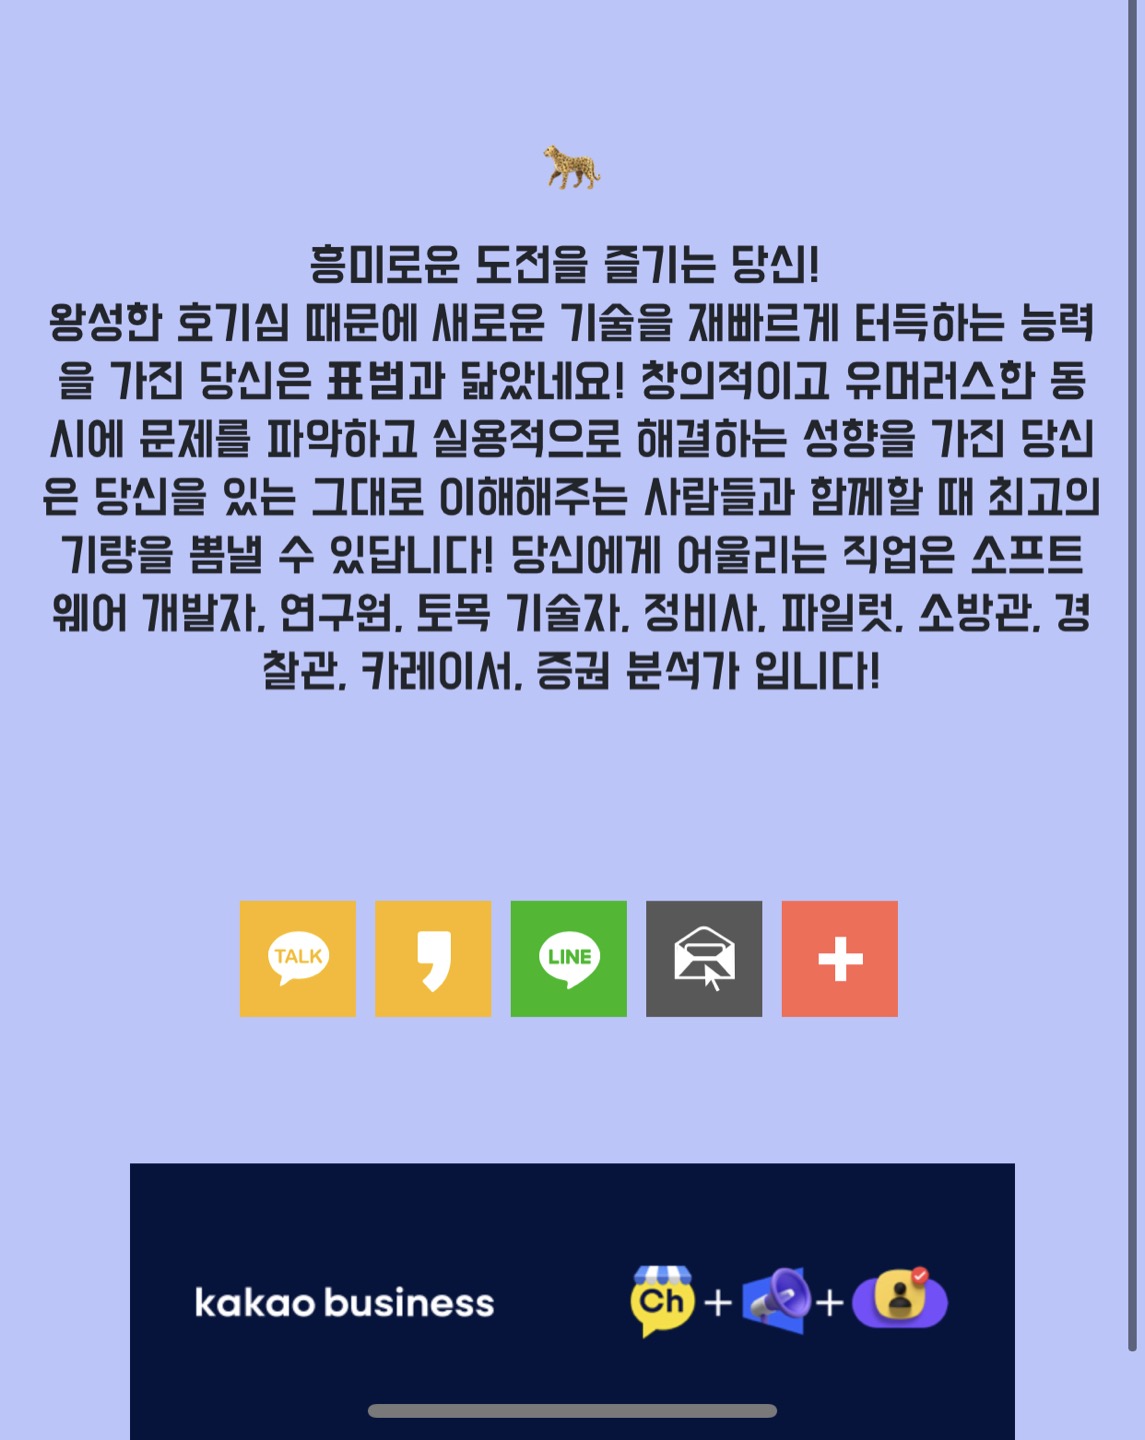 흥미로운 도전을 즐기는 당신!
왕성한 호기심 때문에 새로운 기술을 재빠르게 터득하는 능력
을 가진 당신은 표범과 닮았네요! 창의적이고 유머러스한 동
시에 문제를 파악하고 실용적으로 해결하는 성향을 가진 당신
은 당신을 있는 그대로 이해해주는 사람들과 함께할 때 최고의
기량을 뽐낼 수 있답니다! 당신에게 어울리는 직업은 소프트
웨어 개발자, 연구원, 토목 기술자, 정비사, 파일럿, 소방관, 경
찰관, 카레이서, 증권 분석가 입니다!
TALK LINE
kakao business Ch + +